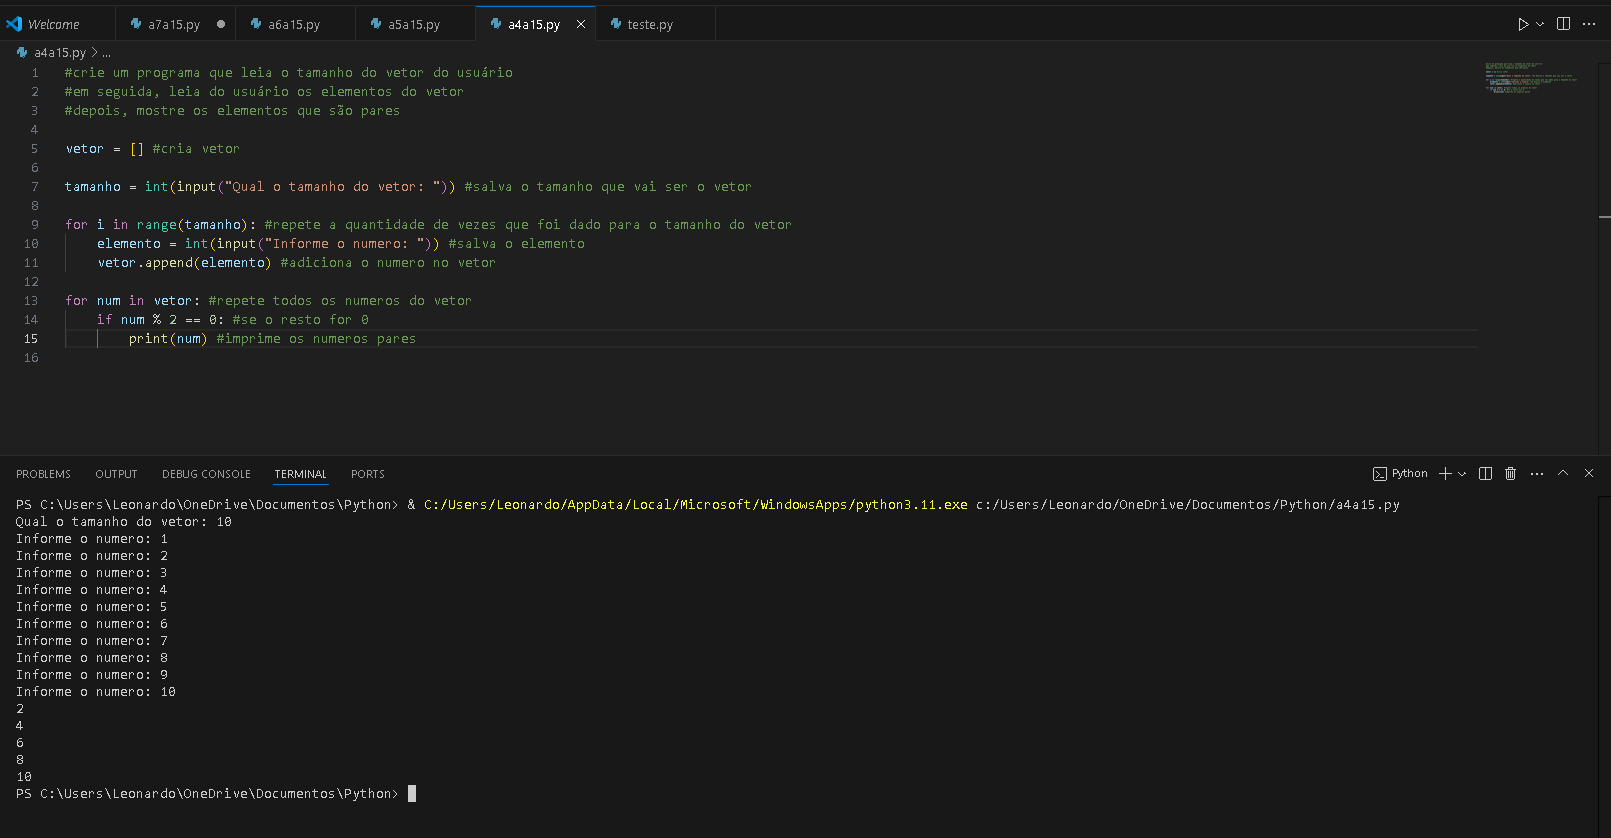 Welcome a7a15.py a6a15.py a5a15.py a4a15.py teste.py
a4a15.py > ...
1 #crie um programa que leia o tamanho do vetor do usuário
2 #em seguida, leia do usuário os elementos do vetor
3 #depois, mostre os elementos que são pares
4
5 vetor = [] #cria vetor
6
7 tamanho = int(input("Qual o tamanho do vetor: ")) #salva o tamanho que vai ser o vetor
8
9 for i in range(tamanho): #repete a quantidade de vezes que foi dado para o tamanho do vetor
10 elemento = int(input("Informe o numero: ")) #salva o elemento
11 vetor.append(elemento) #adiciona o numero no vetor
12
13 for num in vetor: #repete todos os numeros do vetor
14 if num % 2 == 0: #se o resto for 0
15 print(num) #imprime os numeros pares
16
PROBLEMS OUTPUT DEBUG CONSOLE TERMINAL PORTS Python
PS C:\Users\Leonardo\OneDrive\Documentos\Python> & C:/Users/Leonardo/AppData/Local/Microsoft/WindowsApps/python3.11.exe c:/Users/Leonardo/OneDrive/Documentos/Python/a4a15.py
Qual o tamanho do vetor: 10
Informe o numero: 1
Informe o numero: 2
Informe o numero: 3
Informe o numero: 4
Informe o numero: 5
Informe o numero: 6
Informe o numero: 7
Informe o numero: 8
Informe o numero: 9
Informe o numero: 10
2
4
6
8
10
PS C:\Users\Leonardo\OneDrive\Documentos\Python>